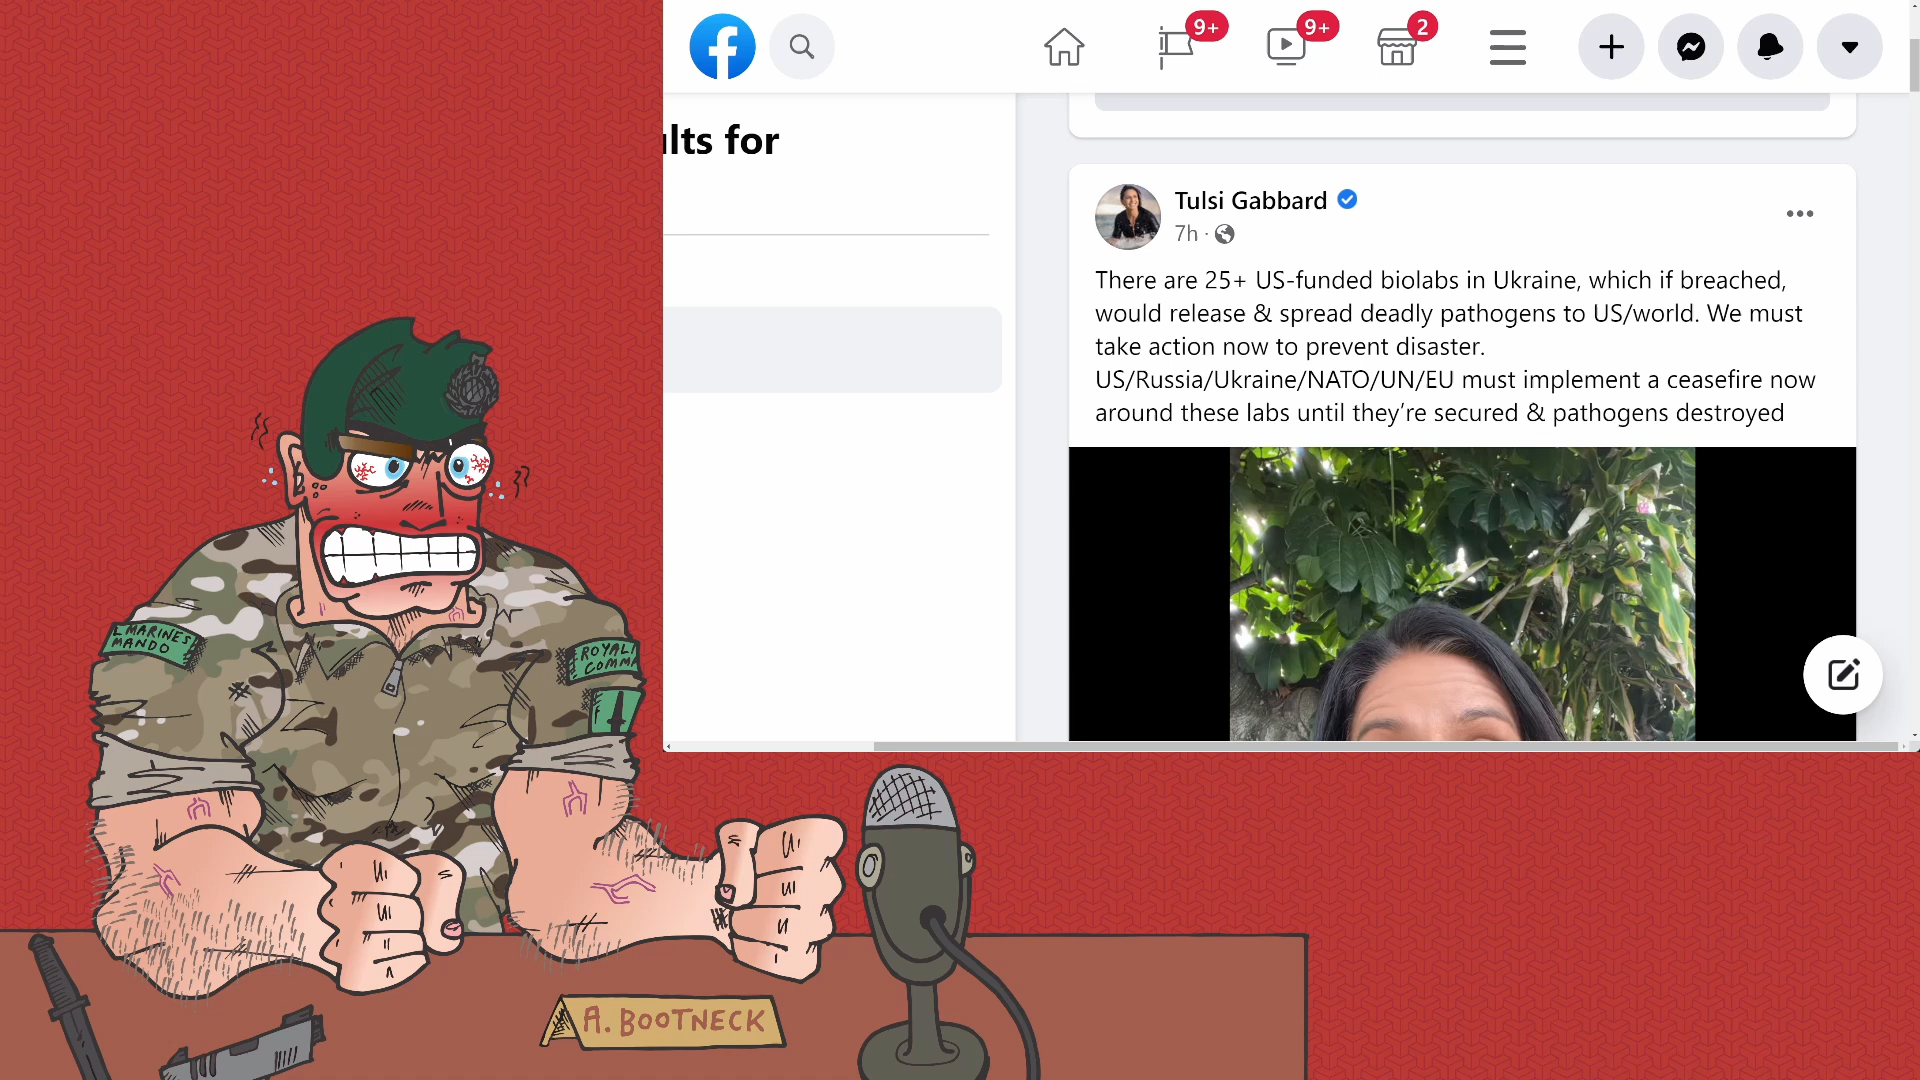 9+
9+
2
lts for
Tulsi Gabbard
7h ·
There are 25+ US-funded biolabs in Ukraine, which if breached,
would release & spread deadly pathogens to US/world. We must
take action now to prevent disaster.
US/Russia/Ukraine/NATO/UN/EU must implement a ceasefire now
around these labs until they’re secured & pathogens destroyed
L MARINES
MANDO
ROYAL
COMMA
A. BOOTNECK